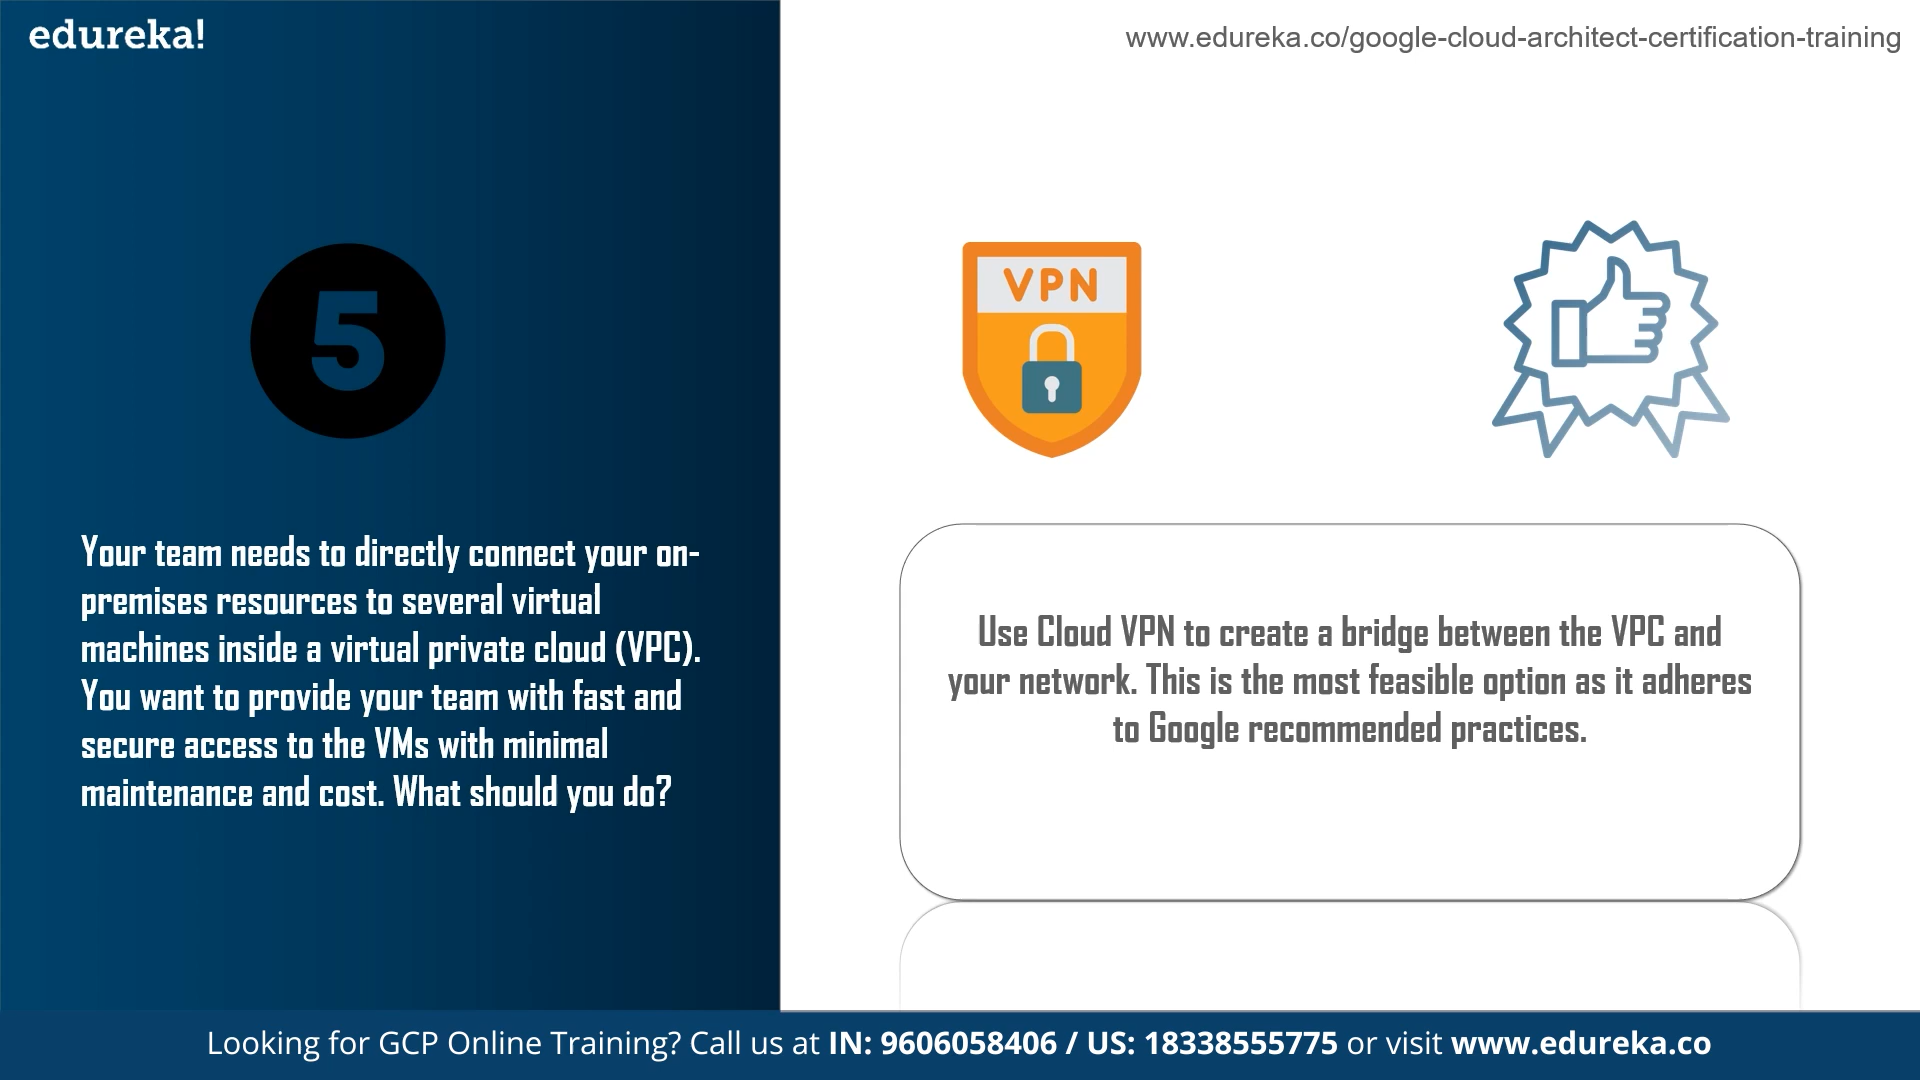 edureka!
www.edureka.co/google-cloud-architect-certification-training
5
VPN
Your team needs to directly connect your on-
premises resources to several virtual
machines inside a virtual private cloud (VPC).
You want to provide your team with fast and
secure access to the VMs with minimal
maintenance and cost. What should you do?
Use Cloud VPN to create a bridge between the VPC and
your network. This is the most feasible option as it adheres
to Google recommended practices.
Looking for GCP Online Training? Call us at IN: 9606058406 / US: 18338555775 or visit www.edureka.co